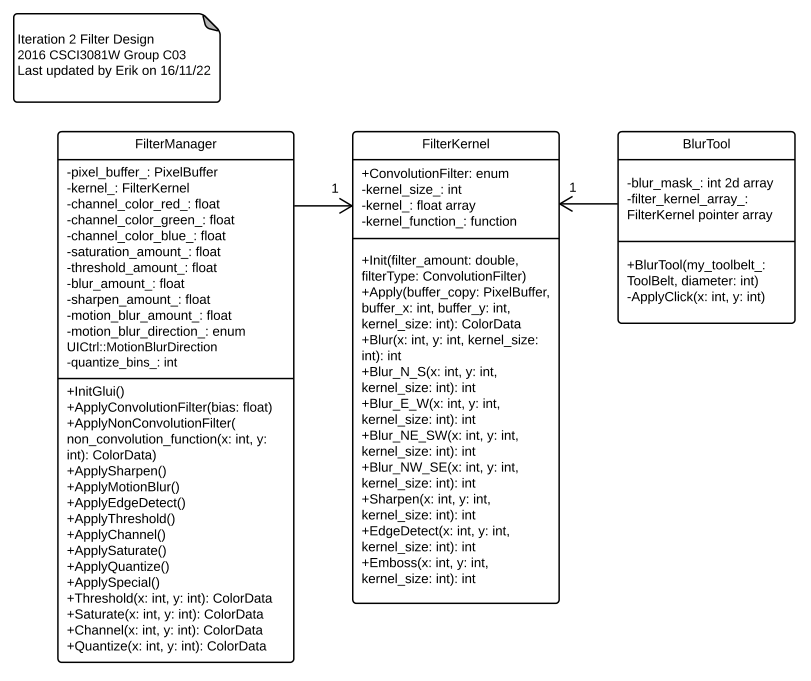 Iteration 2 Filter Design
2016 CSCI3081W Group C03
Last updated by Erik on 16/11/22
FilterManager
-pixel_buffer_: PixelBuffer
-kernel_: FilterKernel
-channel_color_red_: float
-channel_color_green_: float
-channel_color_blue_: float
-saturation_amount_: float
-threshold_amount_: float
-blur_amount_: float
-sharpen_amount_: float
-motion_blur_amount_: float
-motion_blur_direction_: enum
UICtrl::MotionBlurDirection
-quantize_bins_: int
+InitGlui()
+ApplyConvolutionFilter(bias: float)
+ApplyNonConvolutionFilter(
non_convolution_function(x: int, y:
int): ColorData)
+ApplySharpen()
+ApplyMotionBlur()
+ApplyEdgeDetect()
+ApplyThreshold()
+ApplyChannel()
+ApplySaturate()
+ApplyQuantize()
+ApplySpecial()
+Threshold(x: int, y: int): ColorData
+Saturate(x: int, y: int): ColorData
+Channel(x: int, y: int): ColorData
+Quantize(x: int, y: int): ColorData
1
FilterKernel
+ConvolutionFilter: enum
-kernel_size_: int
-kernel_: float array
-kernel_function_: function
+Init(filter_amount: double,
filterType: ConvolutionFilter)
+Apply(buffer_copy: PixelBuffer,
buffer_x: int, buffer_y: int,
kernel_size: int): ColorData
+Blur(x: int, y: int, kernel_size:
int): int
+Blur_N_S(x: int, y: int,
kernel_size: int): int
+Blur_E_W(x: int, y: int,
kernel_size: int): int
+Blur_NE_SW(x: int, y: int,
kernel_size: int): int
+Blur_NW_SE(x: int, y: int,
kernel_size: int): int
+Sharpen(x: int, y: int,
kernel_size: int): int
+EdgeDetect(x: int, y: int,
kernel_size: int): int
+Emboss(x: int, y: int,
kernel_size: int): int
1
BlurTool
-blur_mask_: int 2d array
-filter_kernel_array_:
FilterKernel pointer array
+BlurTool(my_toolbelt_:
ToolBelt, diameter: int)
-ApplyClick(x: int, y: int)